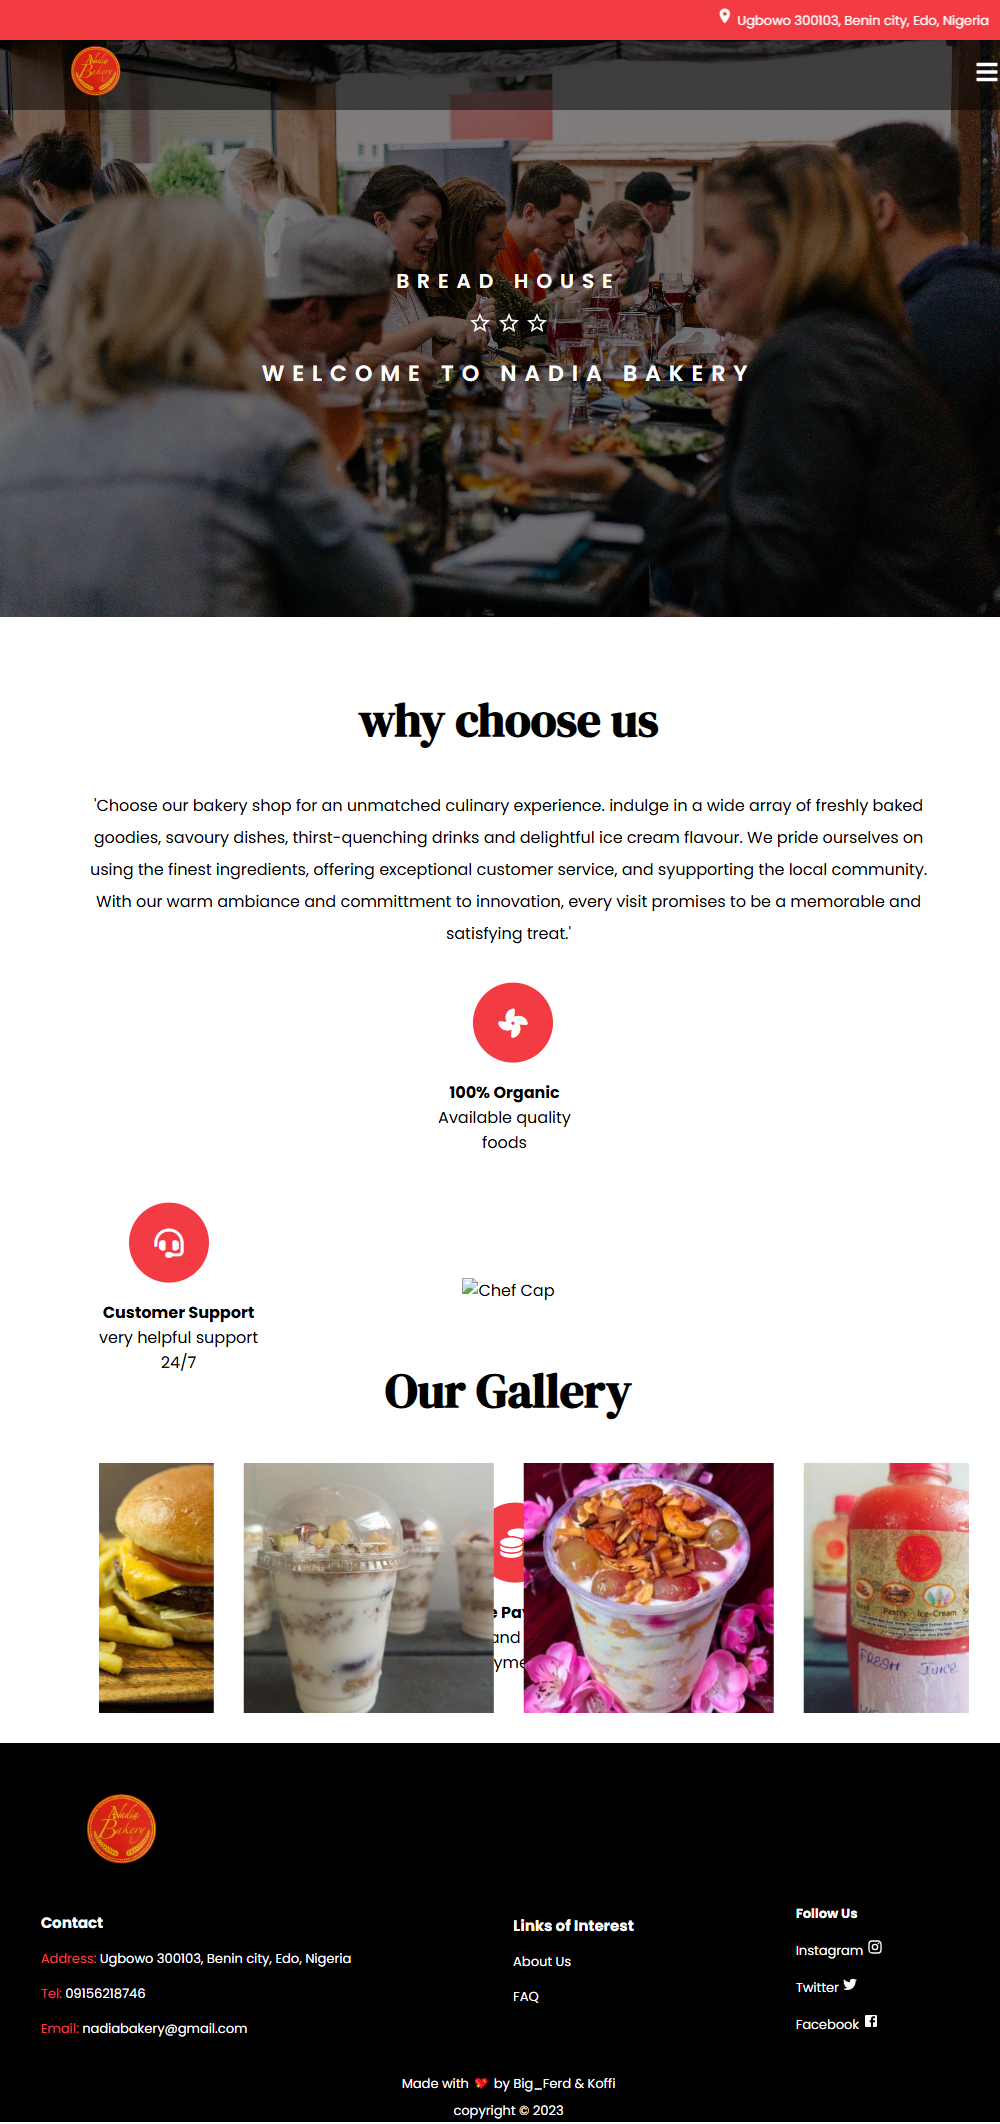 Ugbowo 300103, Benin city, Edo, Nigeria
Nadia
Bakery
BREAD HOUSE
WELCOME TO NADIA BAKERY
why choose us
'Choose our bakery shop for an unmatched culinary experience. indulge in a wide array of freshly baked
goodies, savoury dishes, thirst-quenching drinks and delightful ice cream flavour. We pride ourselves on
using the finest ingredients, offering exceptional customer service, and syupporting the local community.
With our warm ambiance and committment to innovation, every visit promises to be a memorable and
satisfying treat.'
100% Organic
Available quality
foods
Customer Support
very helpful support
24/7
Chef Cap
Our Gallery
e Pay
and
yme
Pastry Ice-Cream
FRESH JUICE
Nadia
Bakery
Contact
Address: Ugbowo 300103, Benin city, Edo, Nigeria
Tel: 09156218746
Email: nadiabakery@gmail.com
Links of Interest
About Us
FAQ
Follow Us
Instagram
Twitter
Facebook
Made with ❤ by Big_Ferd & Koffi
copyright © 2023